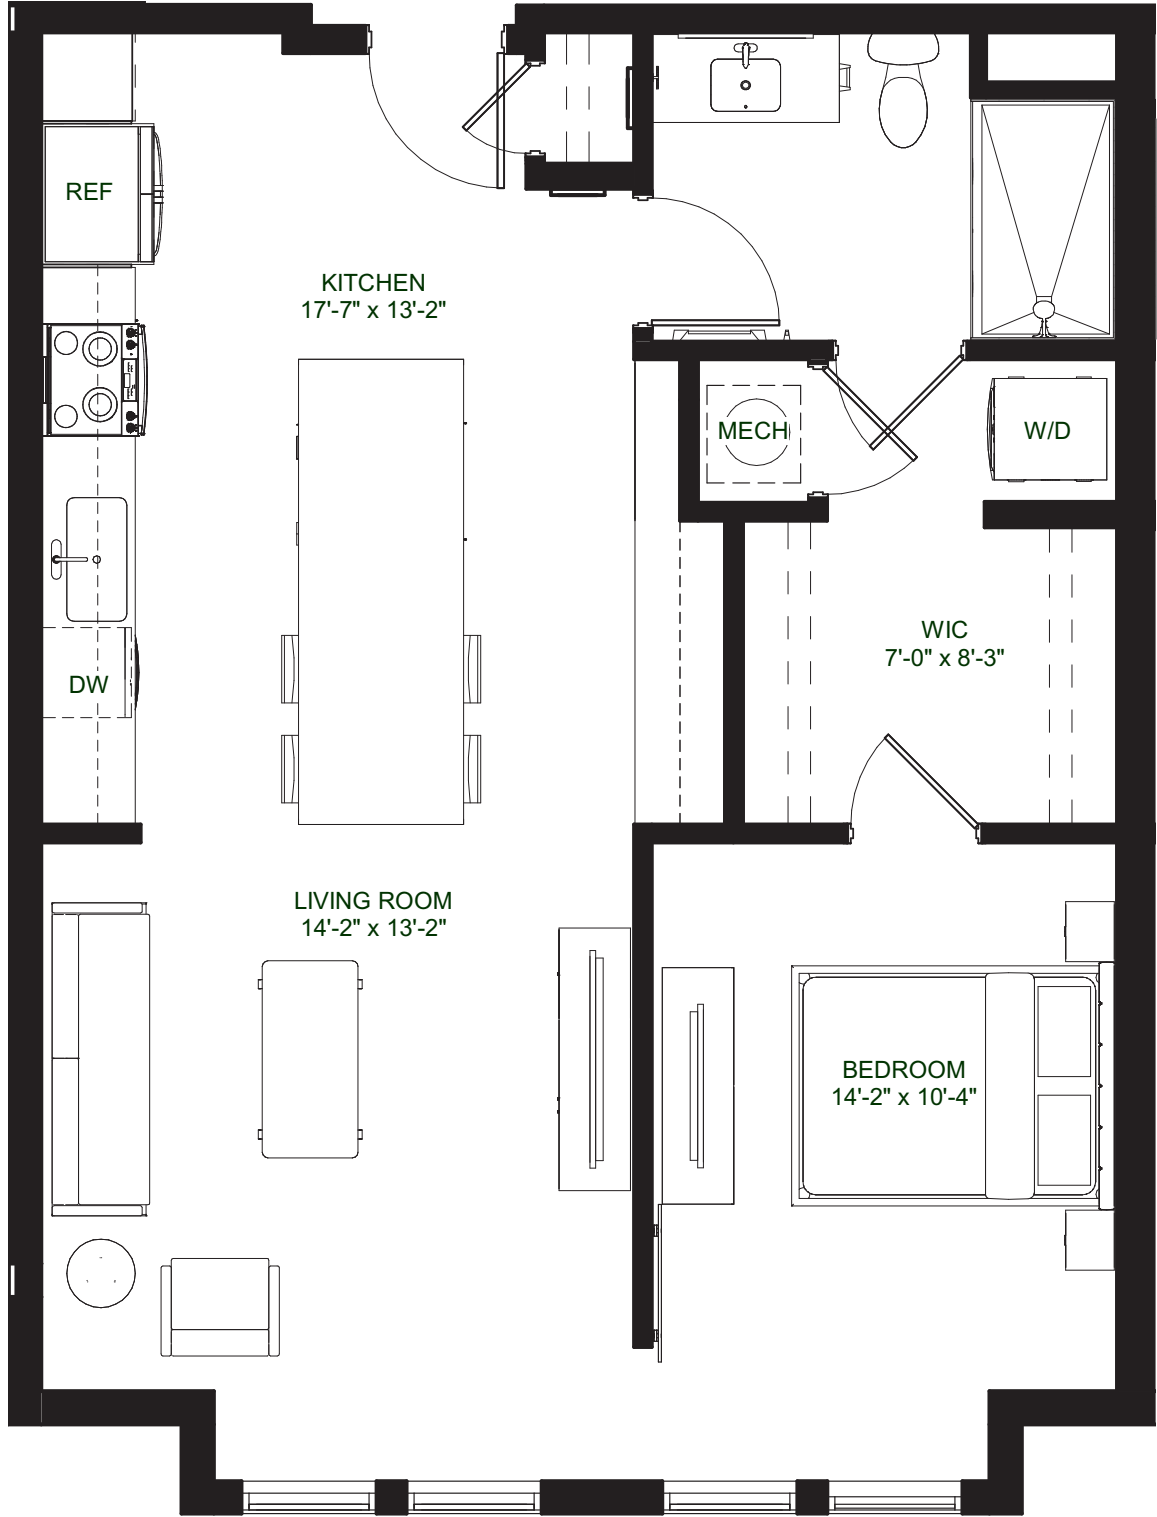 REF
KITCHEN
17'-7" x 13'-2"
MECH
W/D
WIC
7'-0" x 8'-3"
DW
LIVING ROOM
14'-2" x 13'-2"
BEDROOM
14'-2" x 10'-4"